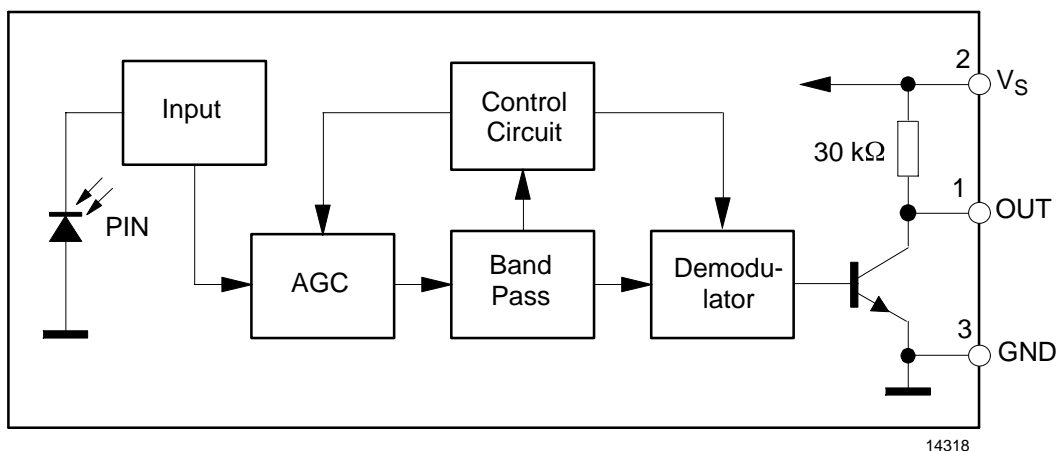 2
V_S
Input
Control
Circuit
30 kΩ
1
OUT
PIN
AGC
Band
Pass
Demodu-
lator
3
GND
14318